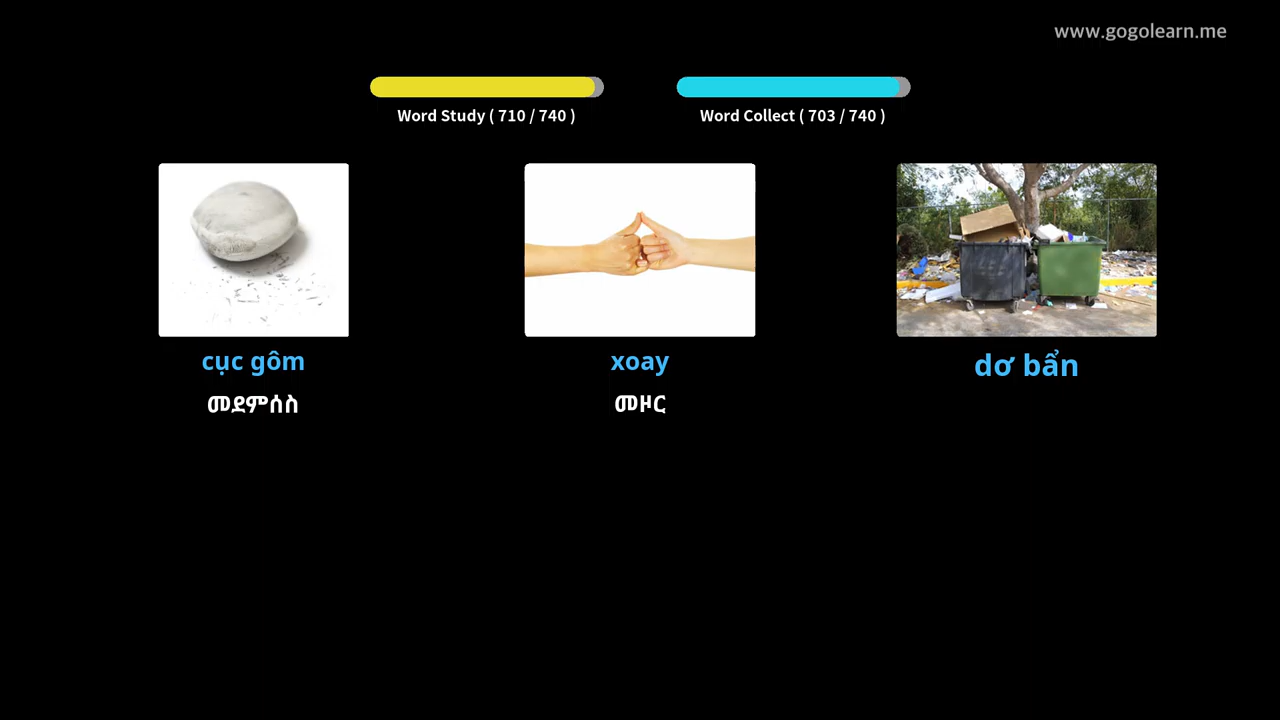 www.gogolearn.me
Word Study ( 710 / 740 )
Word Collect ( 703 / 740 )
cục gôm
መደምሰስ
xoay
መዞር
dơ bẩn